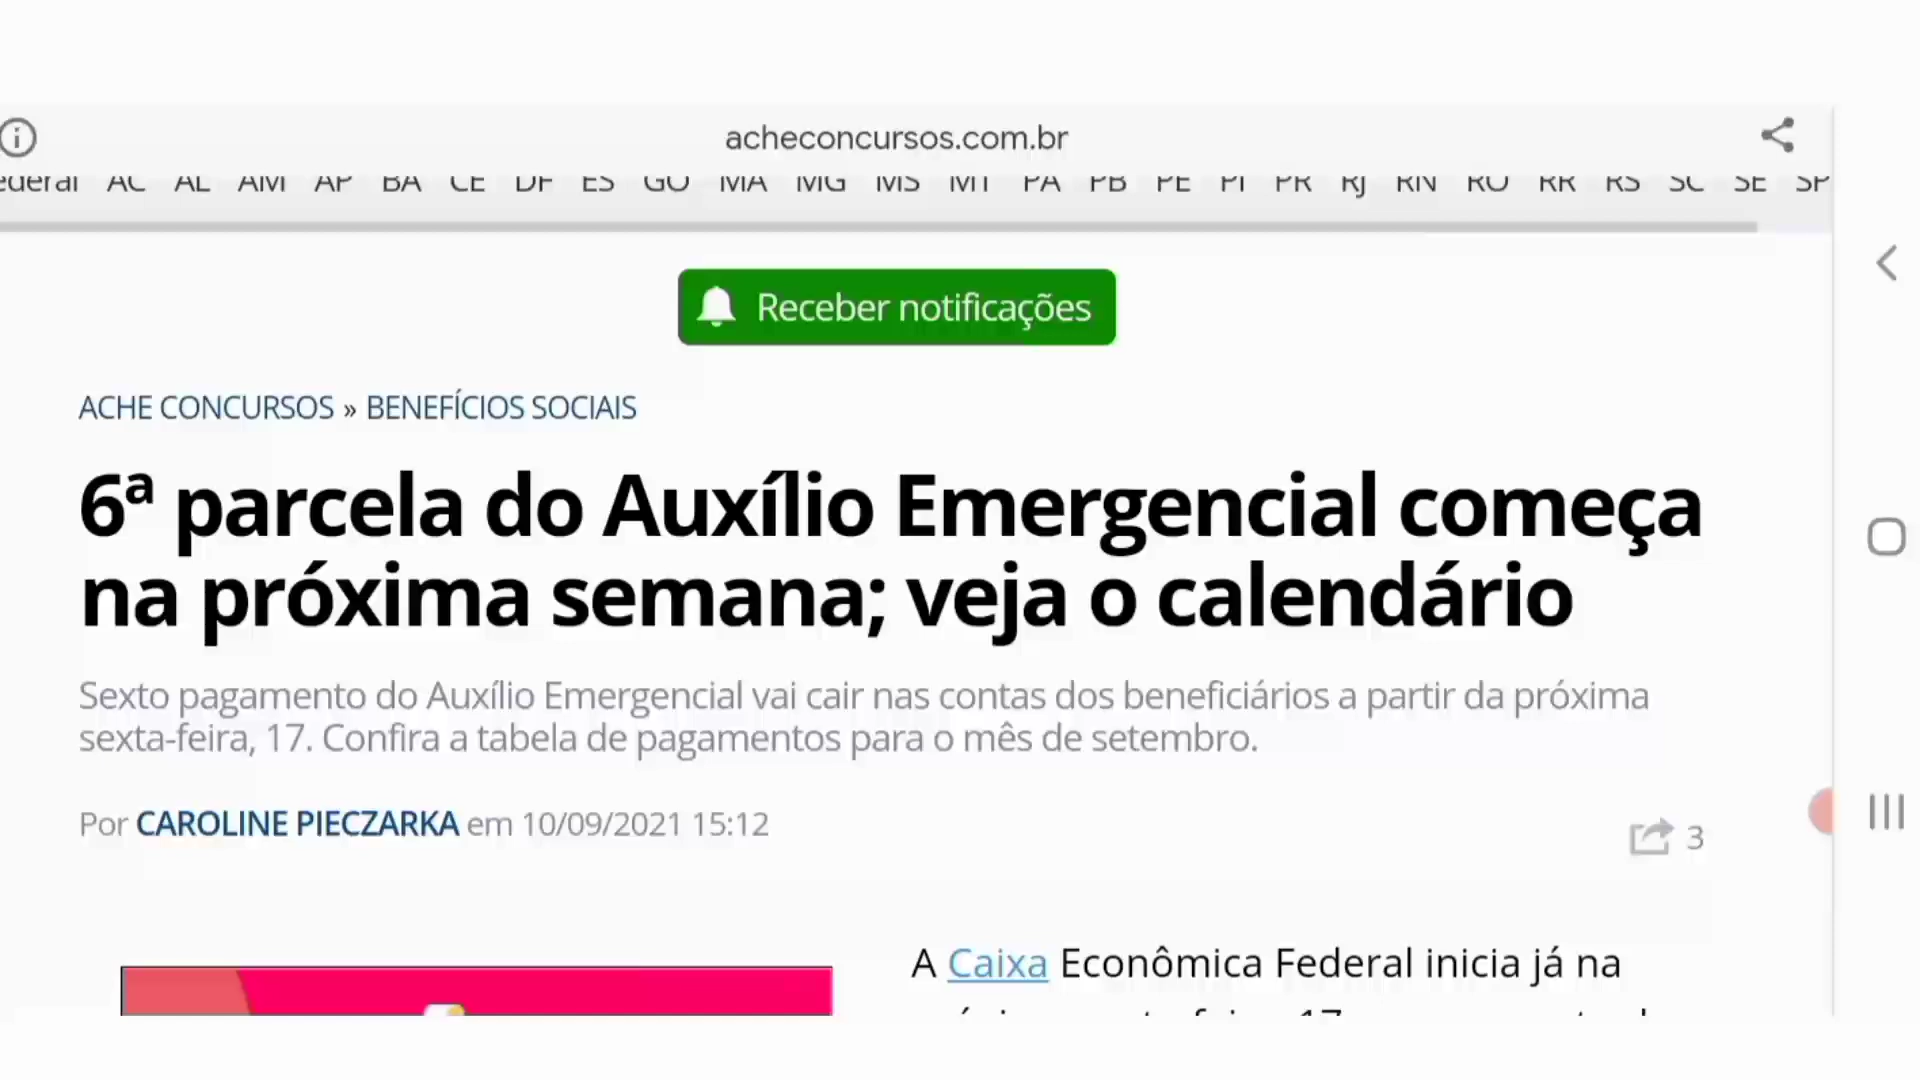 acheconcursos.com.br
AC AL AM AP BA CE DF ES GO MA MG MS MT PA PB PE PI PR RJ RN RO RR RS SC SE SP
Receber notificações
ACHE CONCURSOS » BENEFÍCIOS SOCIAIS
6ª parcela do Auxílio Emergencial começa
na próxima semana; veja o calendário
Sexto pagamento do Auxílio Emergencial vai cair nas contas dos beneficiários a partir da próxima
sexta-feira, 17. Confira a tabela de pagamentos para o mês de setembro.
Por CAROLINE PIECZARKA em 10/09/2021 15:12
3
A Caixa Econômica Federal inicia já na